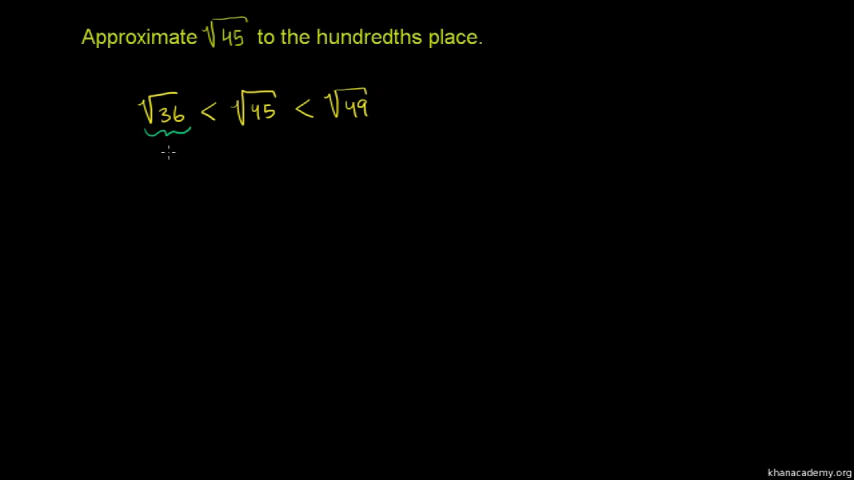 Approximate √45 to the hundredths place.
√36 < √45 < √49
khanacademy.org